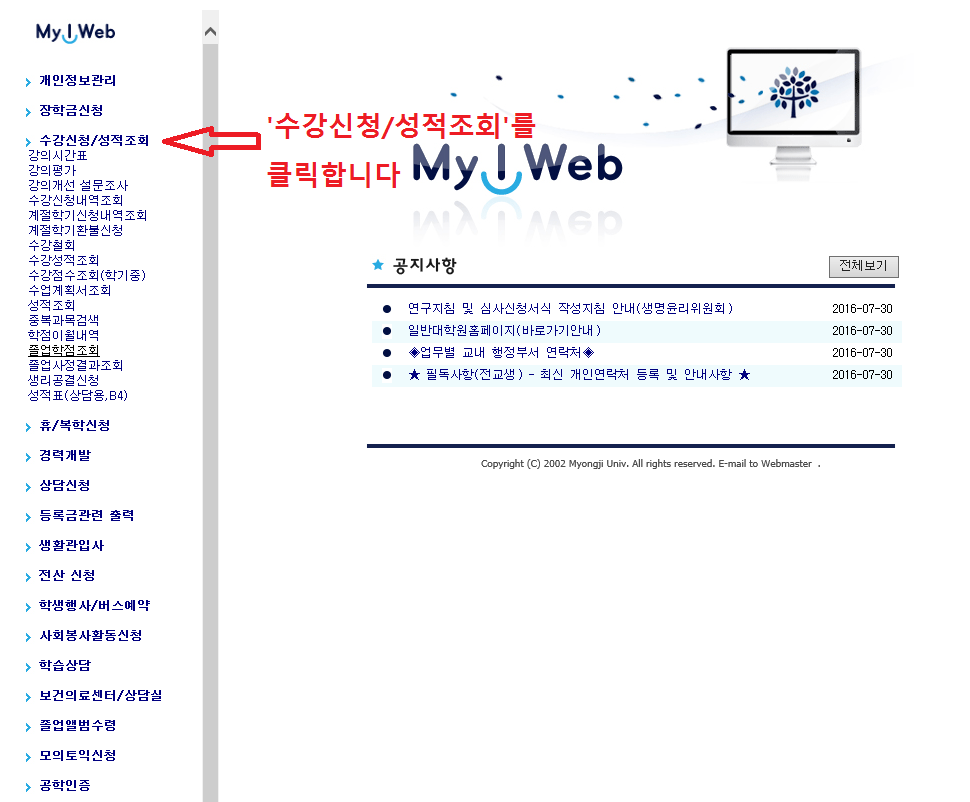 My i Web
개인정보관리
장학금신청
수강신청/성적조회
강의시간표
강의평가
강의개선 설문조사
수강신청내역조회
계절학기신청내역조회
계절학기환불신청
수강철회
수강성적조회
수강점수조회(학기중)
수업계획서조회
성적조회
중복과목검색
학점이월내역
졸업학점조회
졸업사정결과조회
생리공결신청
성적표(상담용,B4)
휴/복학신청
경력개발
상담신청
등록금관련 출력
생활관입사
전산 신청
학생행사/버스예약
사회봉사활동신청
학습상담
보건의료센터/상담실
졸업앨범수령
모의토익신청
공학인증
'수강신청/성적조회'를
클릭합니다
My i Web
★ 공지사항
전체보기
● 연구지침 및 심사신청서식 작성지침 안내(생명윤리위원회) 2016-07-30
● 일반대학원홈페이지(바로가기안내) 2016-07-30
● ◈업무별 교내 행정부서 연락처◈ 2016-07-30
● ★ 필독사항(전교생) - 최신 개인연락처 등록 및 안내사항 ★ 2016-07-30
Copyright (C) 2002 Myongji Univ. All rights reserved. E-mail to Webmaster .